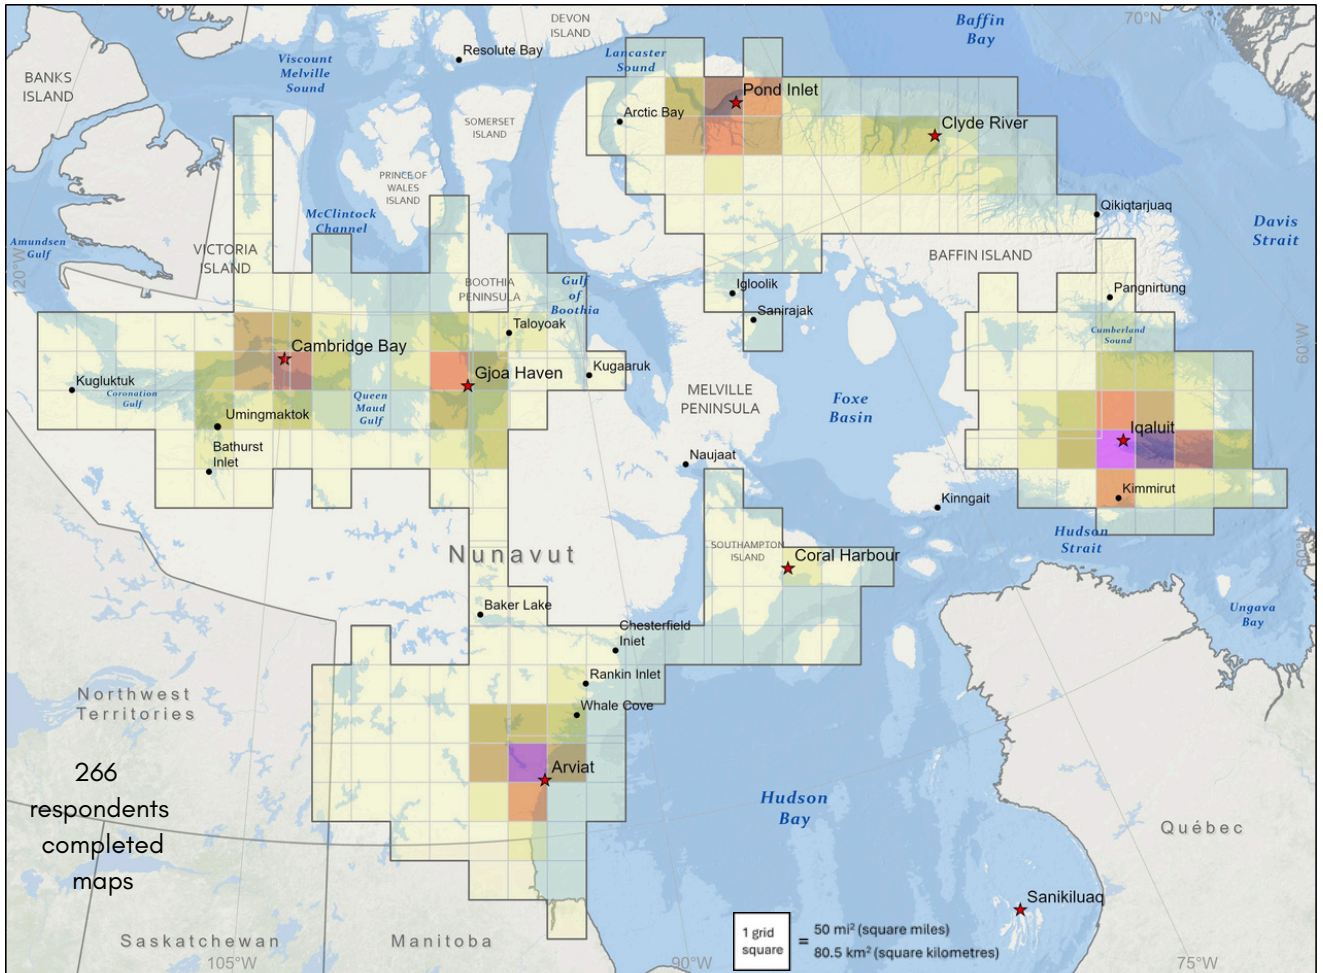 DEVON
ISLAND
Baffin
Bay
70°N
Resolute Bay
Lancaster
Sound
Viscount
Melville
Sound
BANKS
ISLAND
Pond Inlet
Arctic Bay
SOMERSET
ISLAND
Clyde River
PRINCE OF
WALES
ISLAND
Qikiqtarjuaq
McClintock
Channel
Davis
Strait
Amundsen
Gulf
120°W
VICTORIA
ISLAND
BAFFIN ISLAND
BOOTHIA
PENINSULA
Gulf
of
Boothia
Igloolik
Pangnirtung
Sanirajak
Taloyoak
Cumberland
Sound
60°W
Cambridge Bay
Gjoa Haven
Kugaaruk
Kugluktuk
Coronation
Gulf
Queen
Maud
Gulf
MELVILLE
PENINSULA
Foxe
Basin
Umingmaktok
Iqaluit
Bathurst
Inlet
Naujaat
Kimmirut
Kinngait
Hudson
Strait
Nunavut
SOUTHAMPTON
ISLAND
Coral Harbour
60°N
Baker Lake
Ungava
Bay
Chesterfield
Inlet
Rankin Inlet
Northwest
Territories
Whale Cove
Arviat
266
respondents
completed
maps
Hudson
Bay
Québec
Sanikiluaq
1 grid
square
=
50 mi² (square miles)
80.5 km² (square kilometres)
Saskatchewan
Manitoba
105°W
90°W
75°W